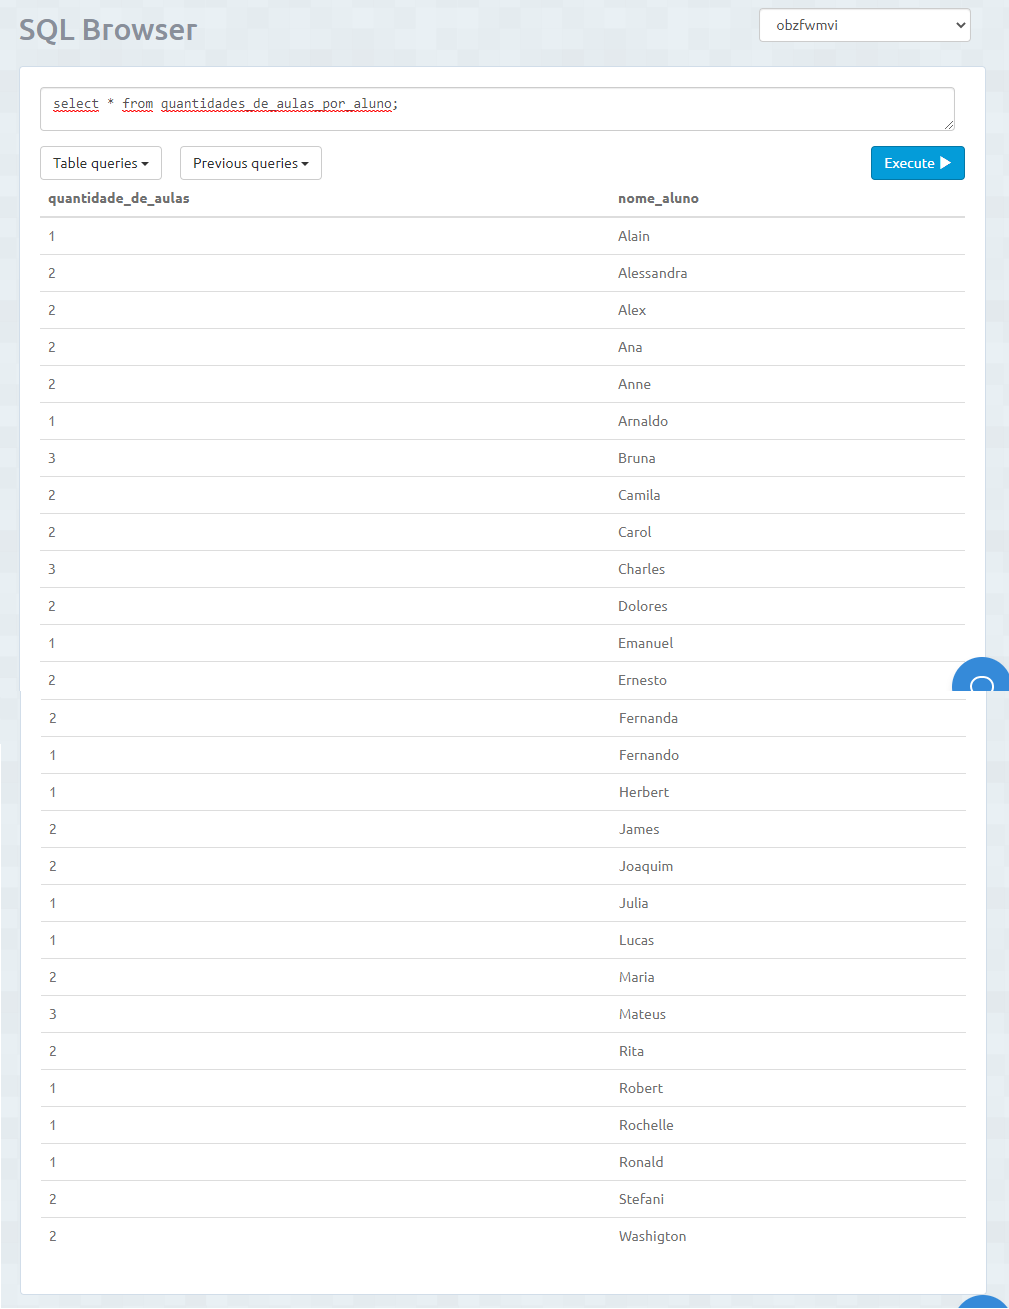 SQL Browser
obzfwmvi
select * from quantidades_de_aulas_por_aluno;
Table queries
Previous queries
Execute
quantidade_de_aulas nome_aluno
1 Alain
2 Alessandra
2 Alex
2 Ana
2 Anne
1 Arnaldo
3 Bruna
2 Camila
2 Carol
3 Charles
2 Dolores
1 Emanuel
2 Ernesto
2 Fernanda
1 Fernando
1 Herbert
2 James
2 Joaquim
1 Julia
1 Lucas
2 Maria
3 Mateus
2 Rita
1 Robert
1 Rochelle
1 Ronald
2 Stefani
2 Washigton